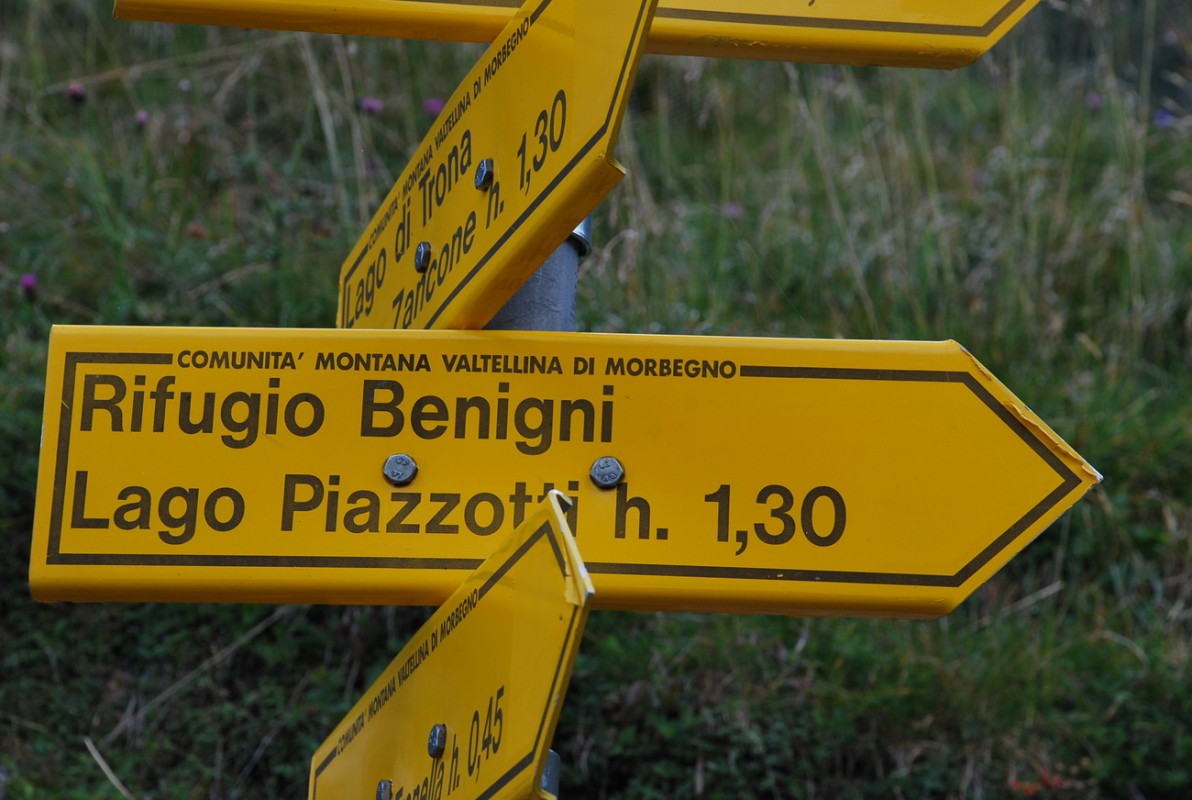 COMUNITA' MONTANA VALTELLINA DI MORBEGNO
Lago di Trona
Zancone h. 1,30
COMUNITA' MONTANA VALTELLINA DI MORBEGNO
Rifugio Benigni
Lago Piazzotti h. 1,30
COMUNITA' MONTANA VALTELLINA DI MORBEGNO
h. 0,45